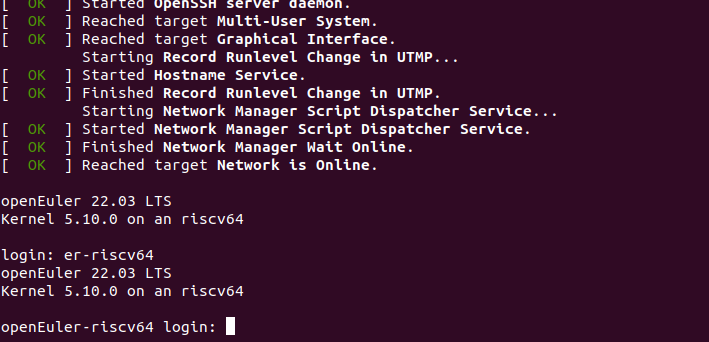 [  OK  ] Started OpenSSH server daemon.
[  OK  ] Reached target Multi-User System.
[  OK  ] Reached target Graphical Interface.
         Starting Record Runlevel Change in UTMP...
[  OK  ] Started Hostname Service.
[  OK  ] Finished Record Runlevel Change in UTMP.
         Starting Network Manager Script Dispatcher Service...
[  OK  ] Started Network Manager Script Dispatcher Service.
[  OK  ] Finished Network Manager Wait Online.
[  OK  ] Reached target Network is Online.
openEuler 22.03 LTS
Kernel 5.10.0 on an riscv64
login: er-riscv64
openEuler 22.03 LTS
Kernel 5.10.0 on an riscv64
openEuler-riscv64 login: